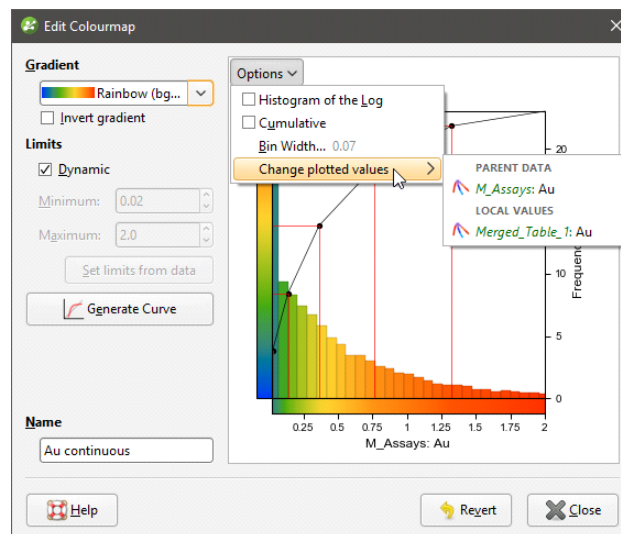 Edit Colourmap
Gradient
Rainbow (bg...
Invert gradient
Limits
Dynamic
Minimum: 0.02
Maximum: 2.0
Set limits from data
Generate Curve
Name
Au continuous
Options
Histogram of the Log
Cumulative
Bin Width... 0.07
Change plotted values
PARENT DATA
M_Assays: Au
LOCAL VALUES
Merged_Table_1: Au
20
10
5
0
0.25 0.5 0.75 1 1.25 1.5 1.75 2
M_Assays: Au
Help
Revert
Close